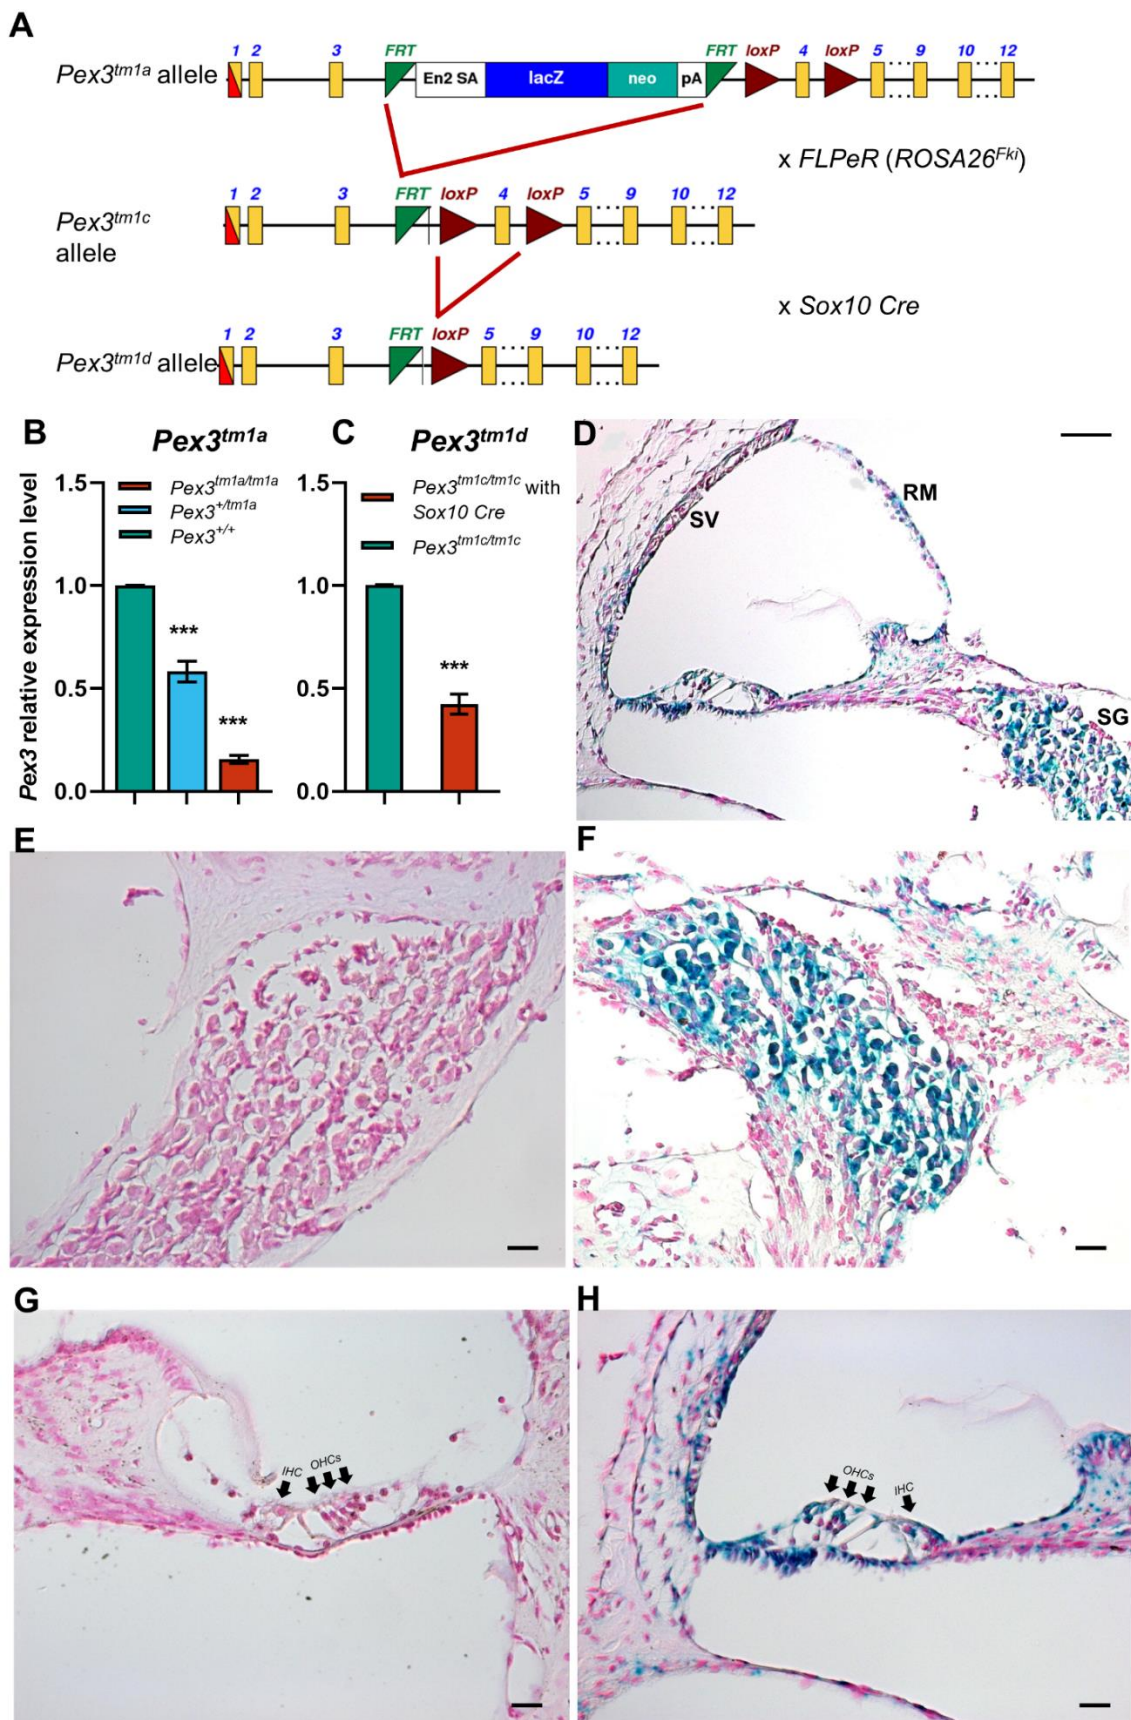 A
1 2 3 FRT FRT loxP 4 loxP 5 9 10 12
Pex3tm1a allele En2 SA lacZ neo pA
x FLPeR (ROSA26Fki)
1 2 3 FRT loxP 4 loxP 5 9 10 12
Pex3tm1c
allele
x Sox10 Cre
1 2 3 FRT loxP 5 9 10 12
Pex3tm1d allele
B Pex3tm1a
Pex3 relative expression level
1.5
1.0
0.5
0.0
Pex3tm1a/tm1a
Pex3+/tm1a
Pex3+/+
***
***
C Pex3tm1d
1.5
1.0
0.5
0.0
Pex3tm1c/tm1c with
Sox10 Cre
Pex3tm1c/tm1c
***
D
SV
RM
SG
E
F
G
IHC
OHCs
H
OHCs
IHC